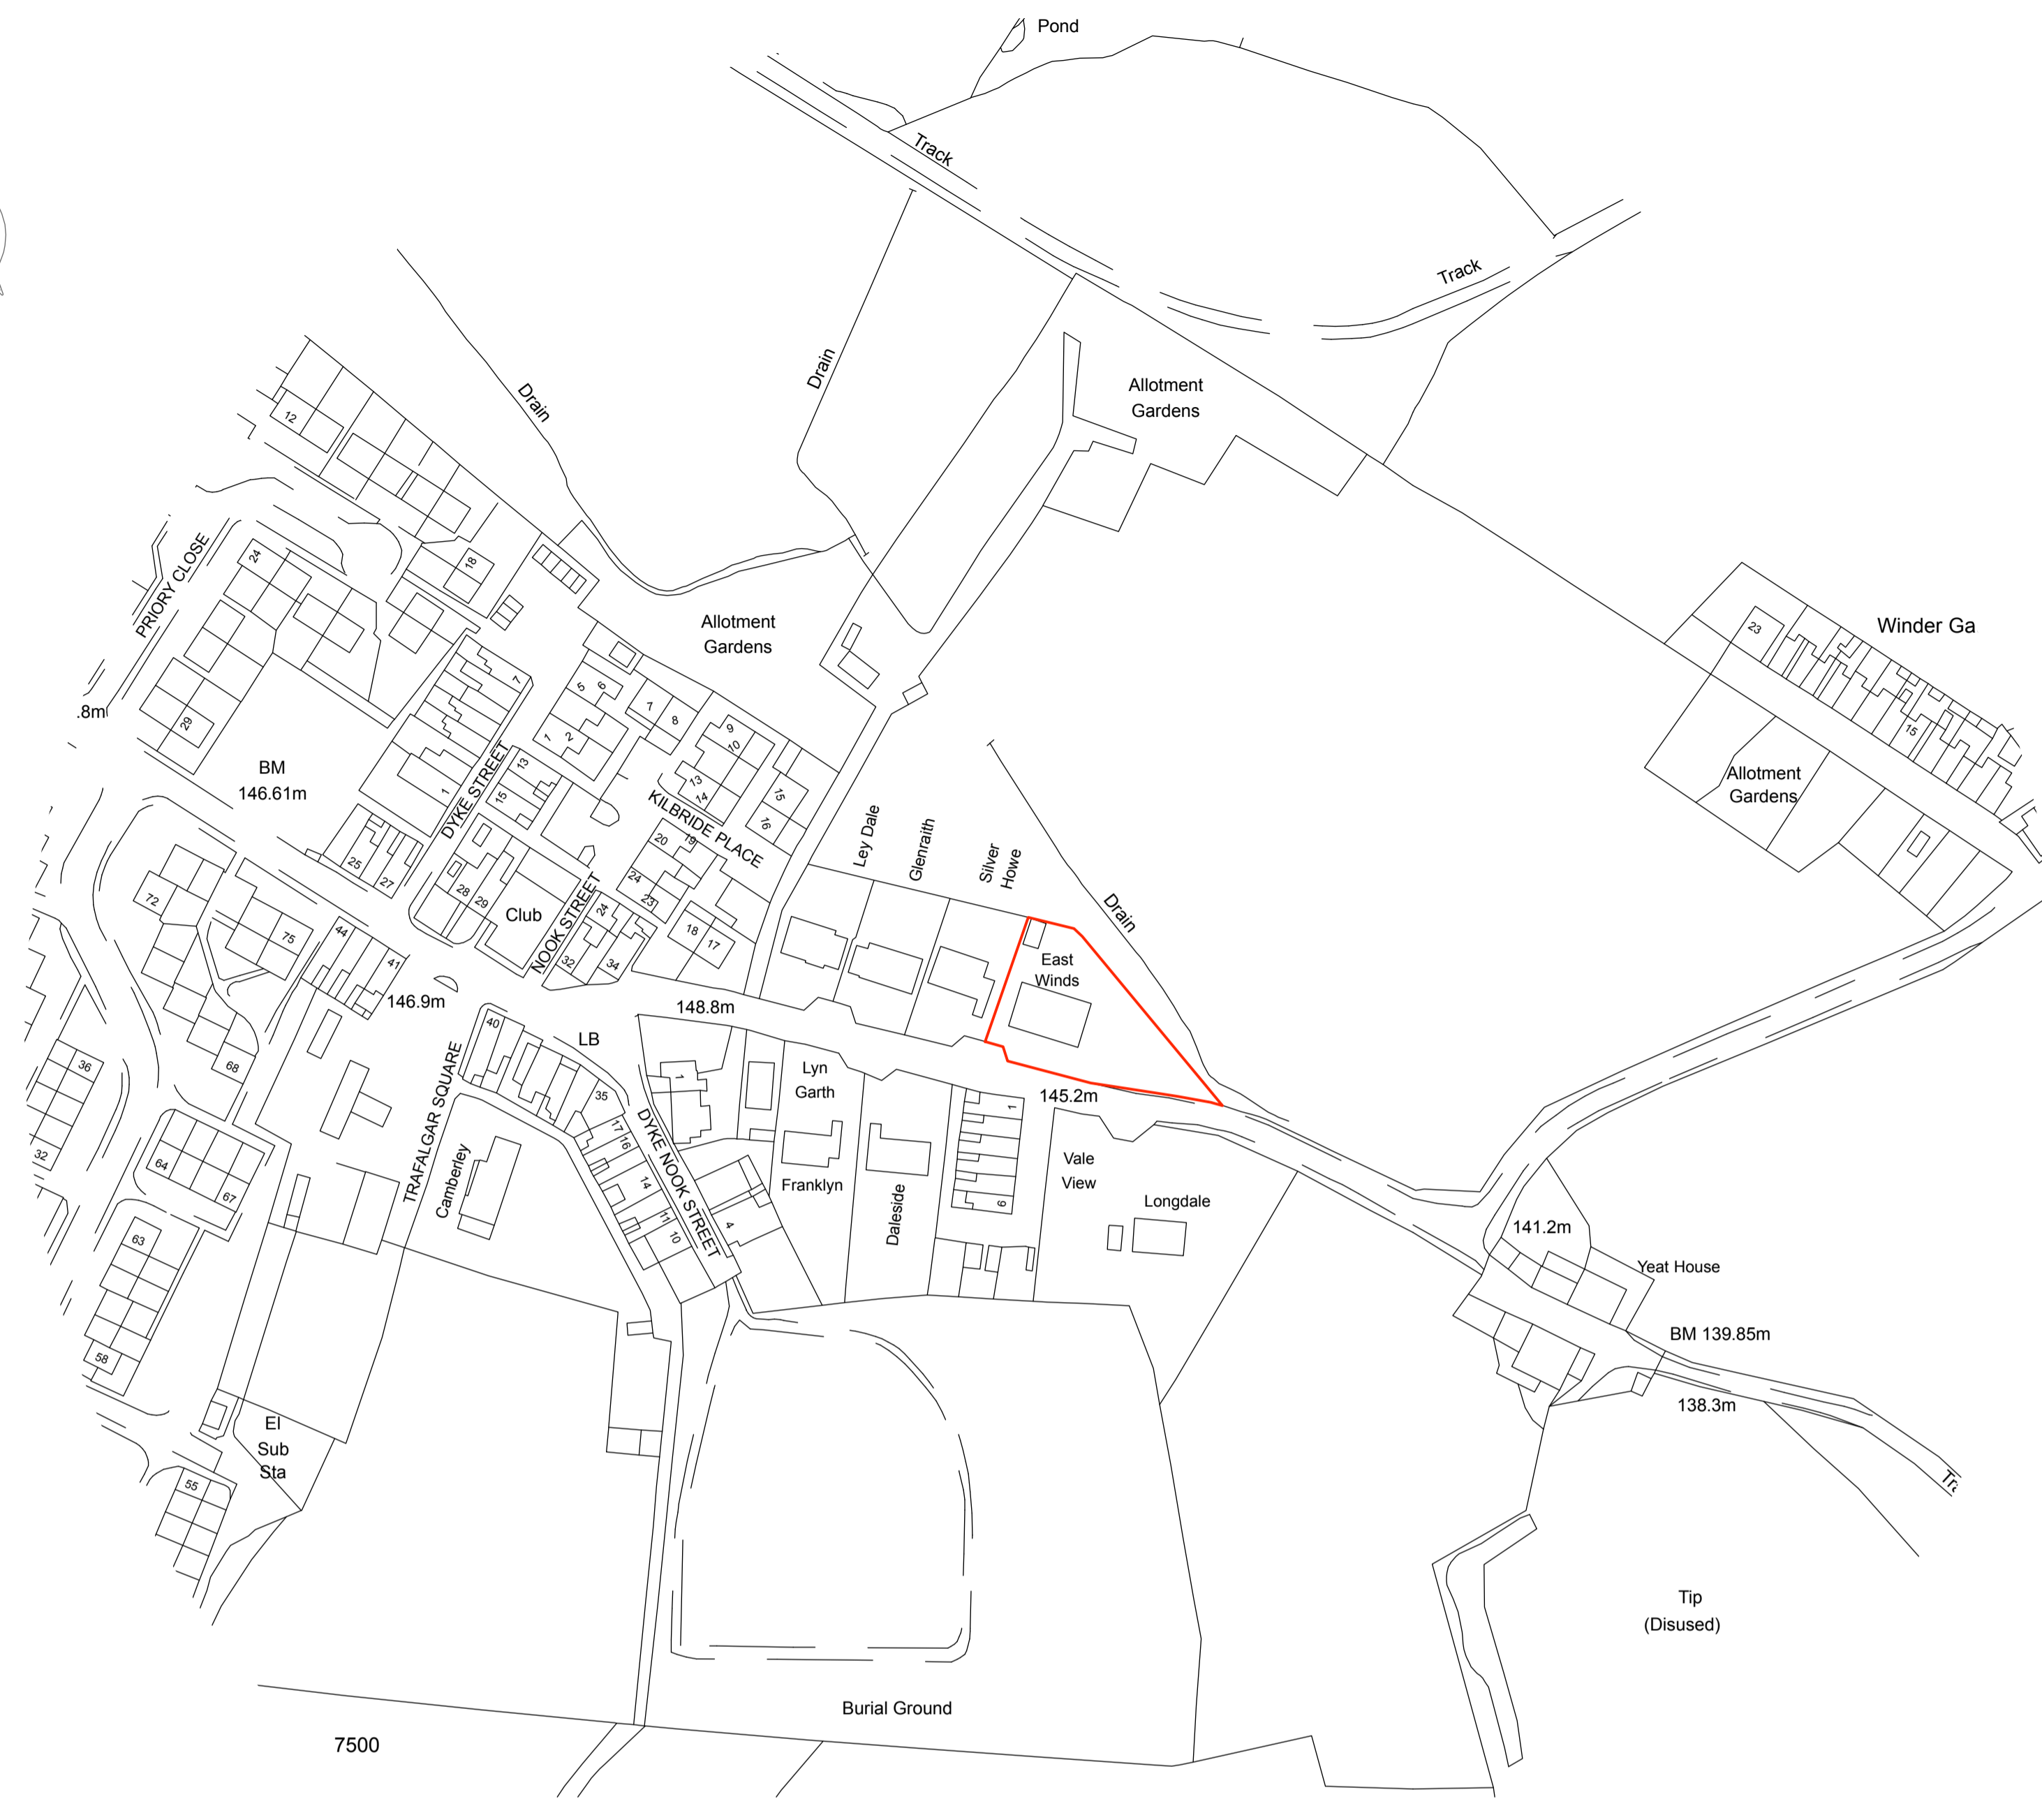 Pond
Track
Track
Drain
Drain
Allotment
Gardens
12
PRIORY CLOSE
24
18
Allotment
Gardens
Winder Ga
23
15
29
.8m
BM
146.61m
7
5
6
1
2
7
8
9
10
13
14
15
16
DYKE STREET
1
13
15
KILBRIDE PLACE
Allotment
Gardens
Ley Dale
Glenraith
Silver
Howe
Drain
25
27
28
29
Club
NOOK STREET
20
19
24
23
24
32
34
18
17
72
75
44
41
146.9m
148.8m
East
Winds
40
LB
35
TRAFALGAR SQUARE
Camberley
DYKE NOOK STREET
1
17
16
14
11
10
4
Lyn
Garth
Franklyn
Daleside
1
6
145.2m
Vale
View
Longdale
36
32
68
64
67
63
58
55
El
Sub
Sta
141.2m
Yeat House
BM 139.85m
138.3m
Tip
(Disused)
Burial Ground
7500